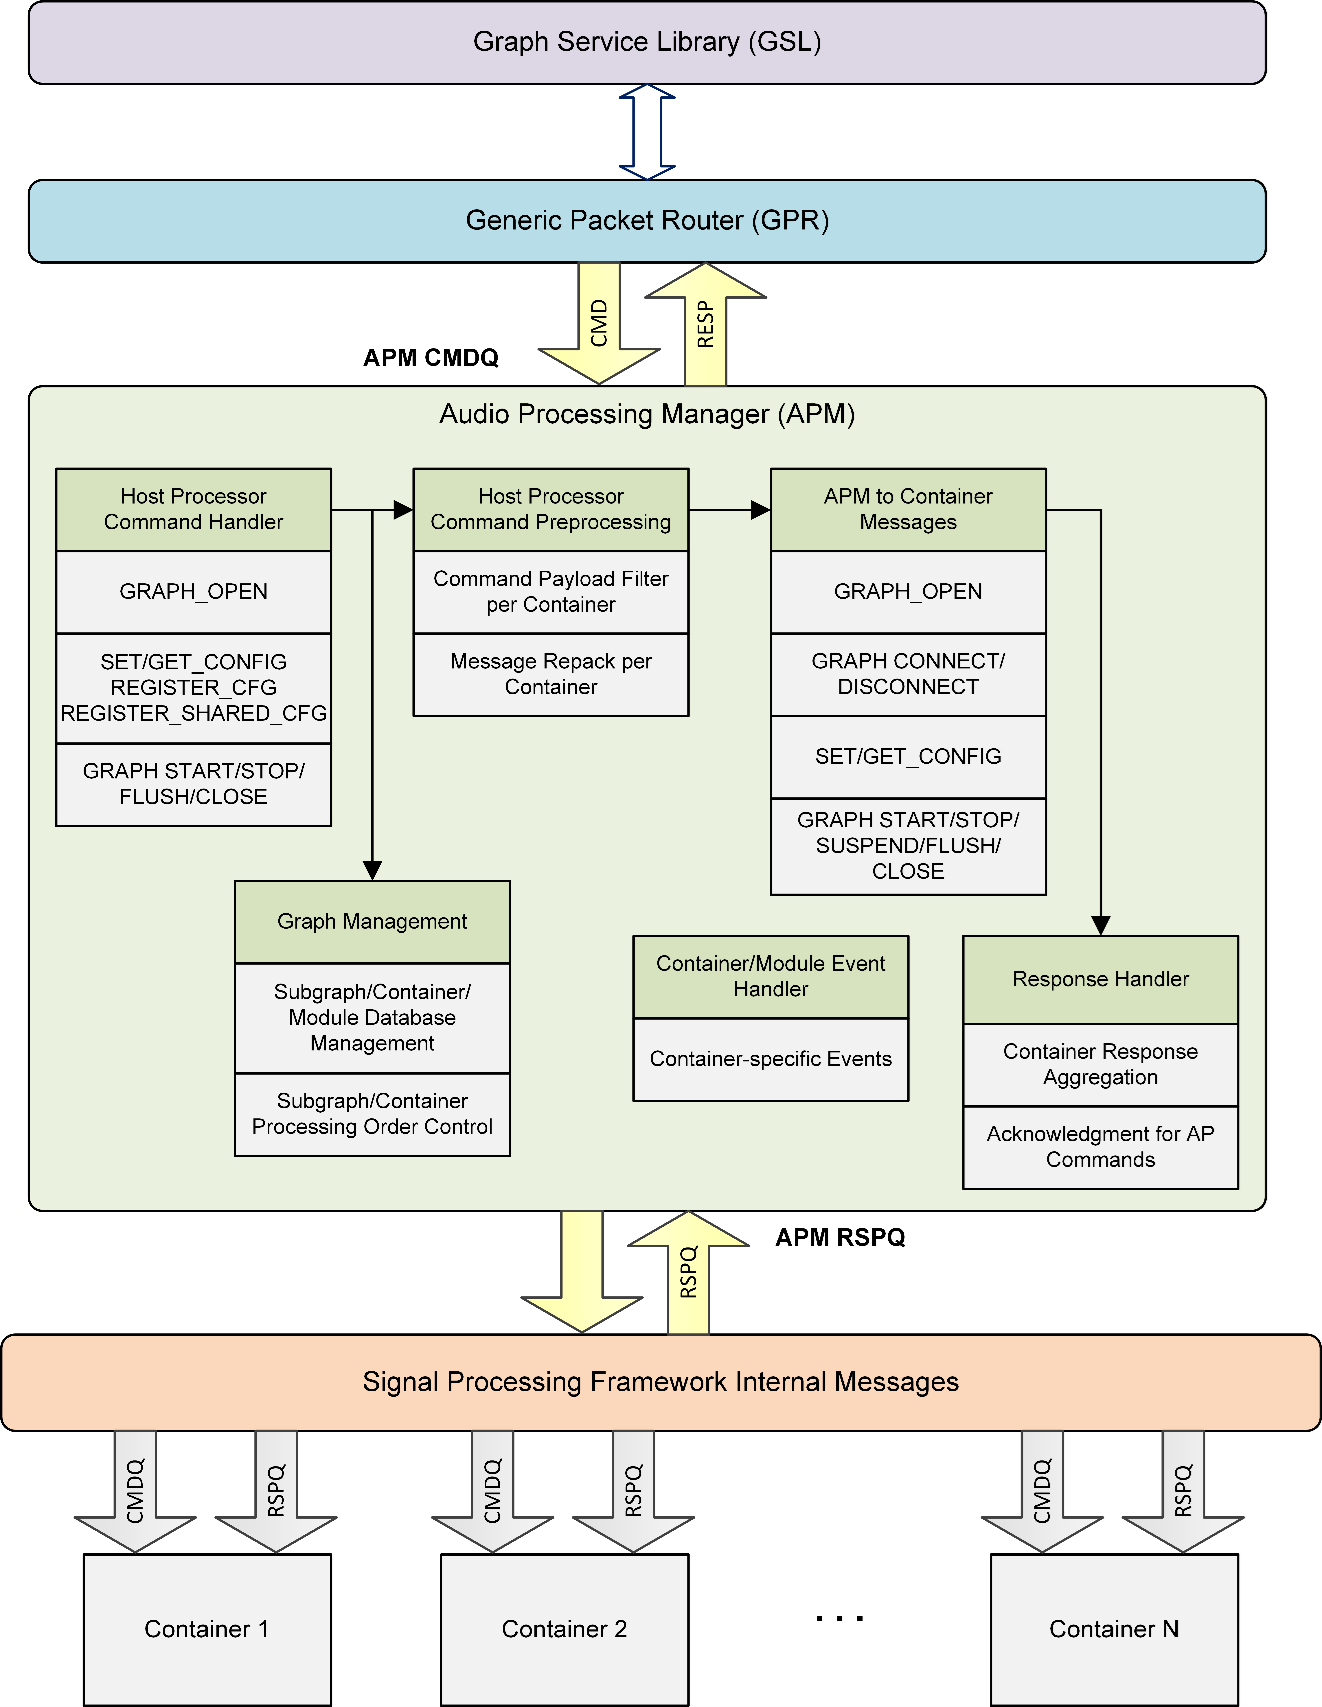 Graph Service Library (GSL)
Generic Packet Router (GPR)
CMD
RESP
APM CMDQ
Audio Processing Manager (APM)
Host Processor
Command Handler
GRAPH_OPEN
SET/GET_CONFIG
REGISTER_CFG
REGISTER_SHARED_CFG
GRAPH START/STOP/
FLUSH/CLOSE
Host Processor
Command Preprocessing
Command Payload Filter
per Container
Message Repack per
Container
APM to Container
Messages
GRAPH_OPEN
GRAPH CONNECT/
DISCONNECT
SET/GET_CONFIG
GRAPH START/STOP/
SUSPEND/FLUSH/
CLOSE
Graph Management
Subgraph/Container/
Module Database
Management
Subgraph/Container
Processing Order Control
Container/Module Event
Handler
Container-specific Events
Response Handler
Container Response
Aggregation
Acknowledgment for AP
Commands
RSPQ
APM RSPQ
Signal Processing Framework Internal Messages
CMDQ
RSPQ
CMDQ
RSPQ
CMDQ
RSPQ
Container 1
Container 2
. . .
Container N